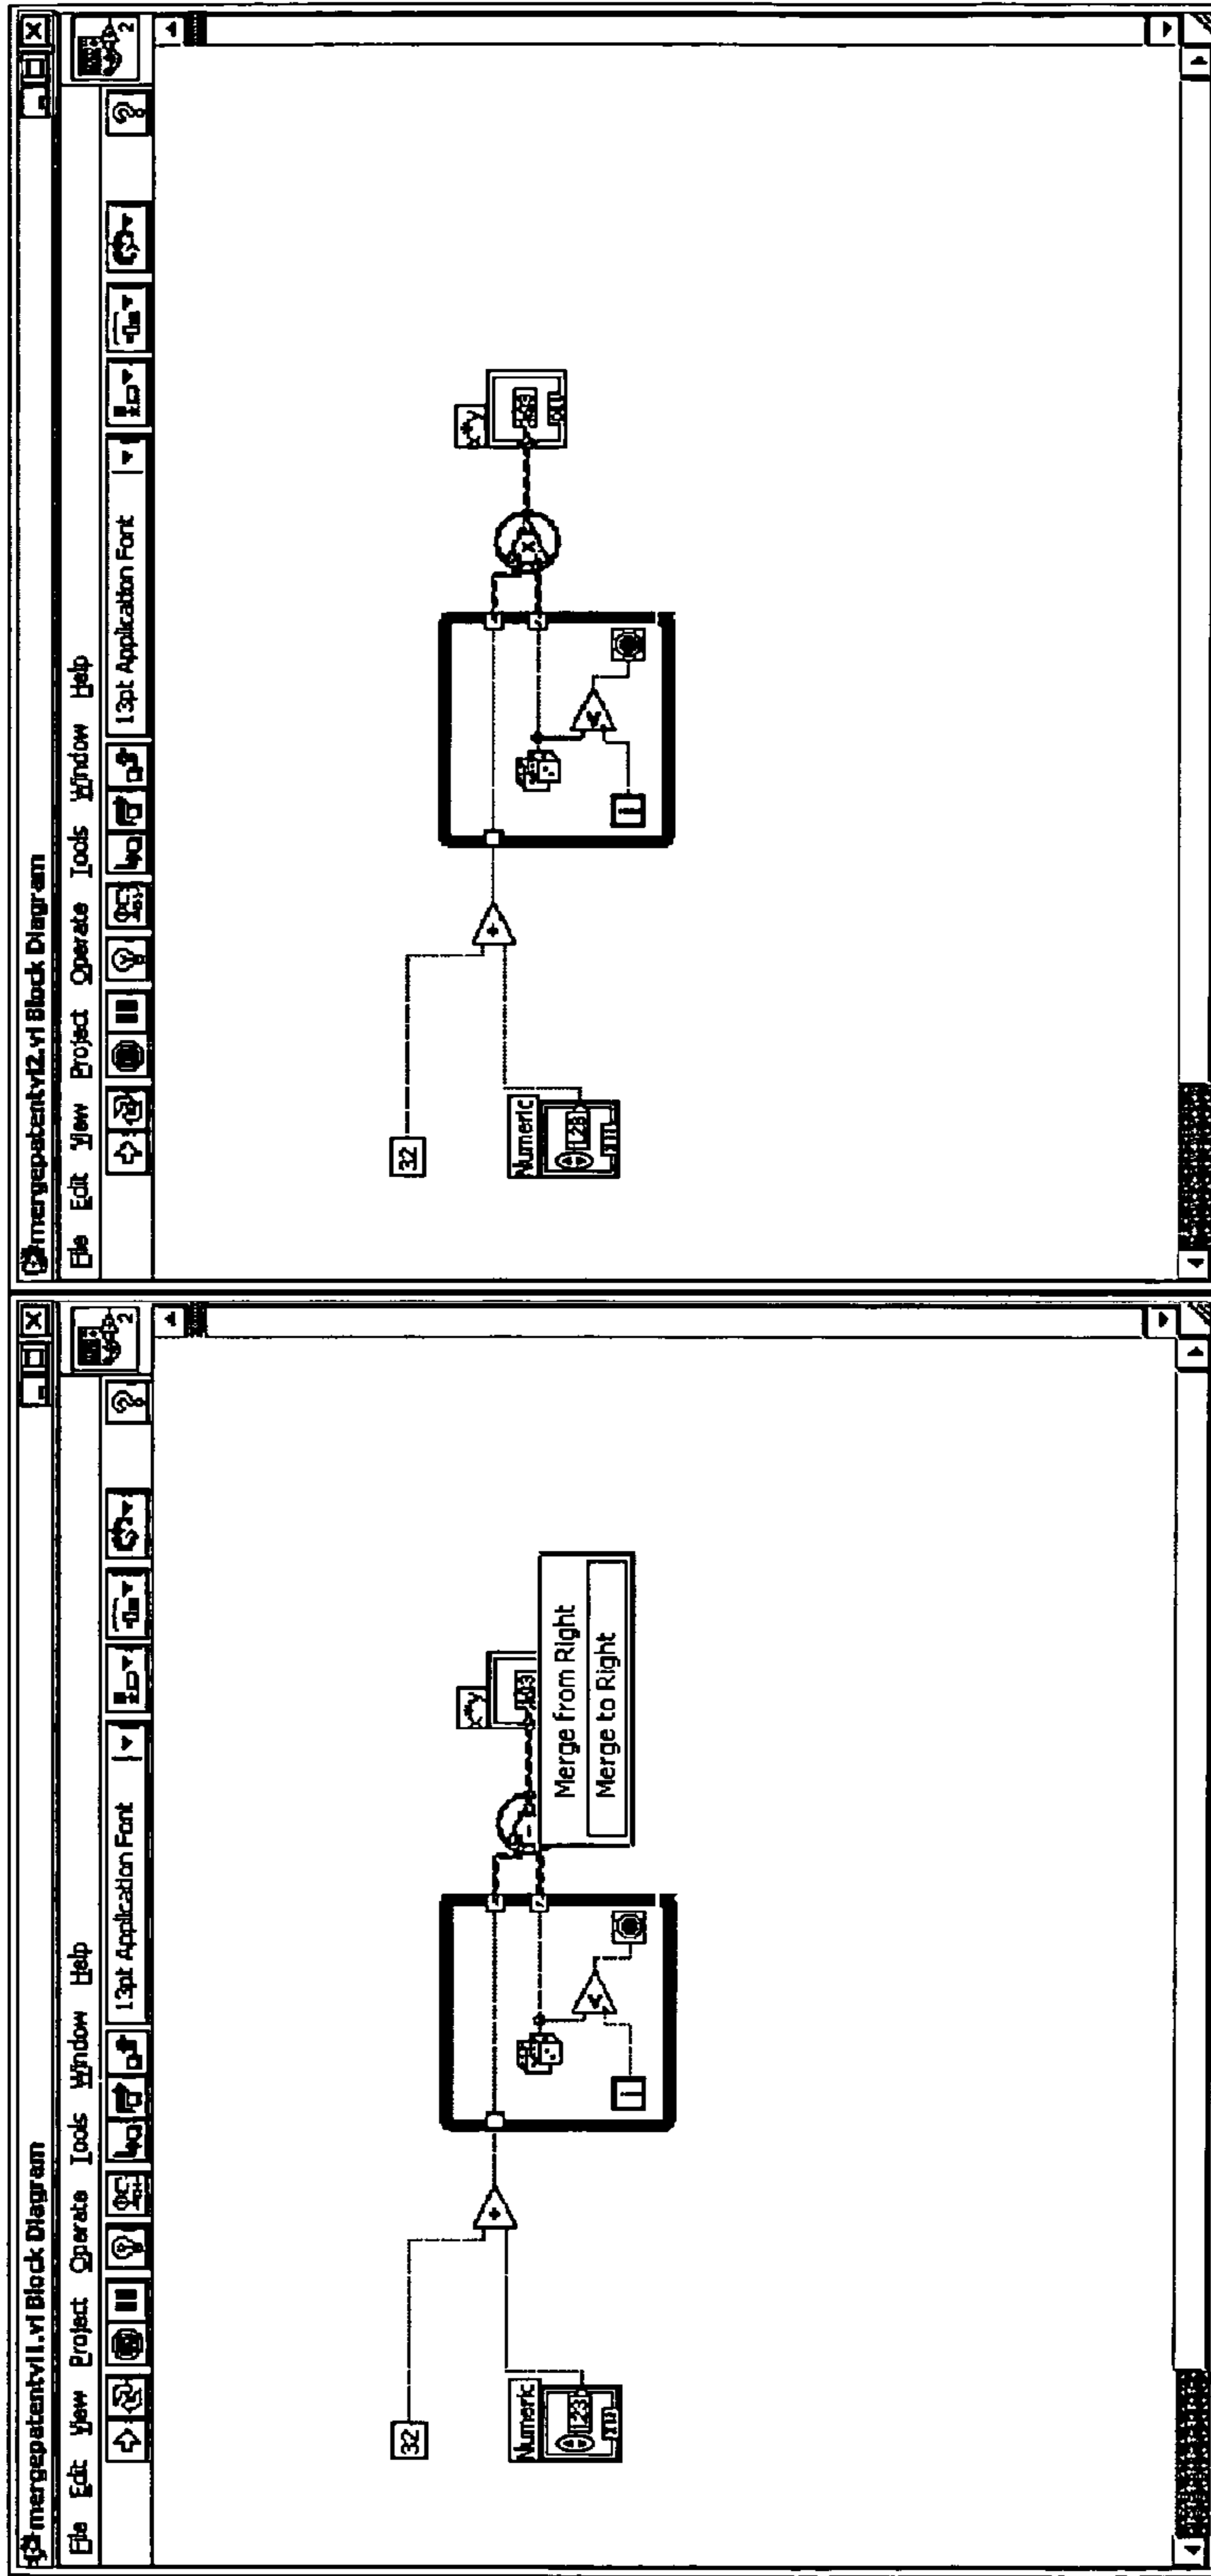 mergepatentvi1.vi Block Diagram
File Edit View Project Operate Tools Window Help
13pt Application Font
2
32
Numeric
123
+
i
x*y
Merge from Right
Merge to Right
mergepatentvi2.vi Block Diagram
File Edit View Project Operate Tools Window Help
13pt Application Font
2
32
Numeric
123
+
i
x
x*y